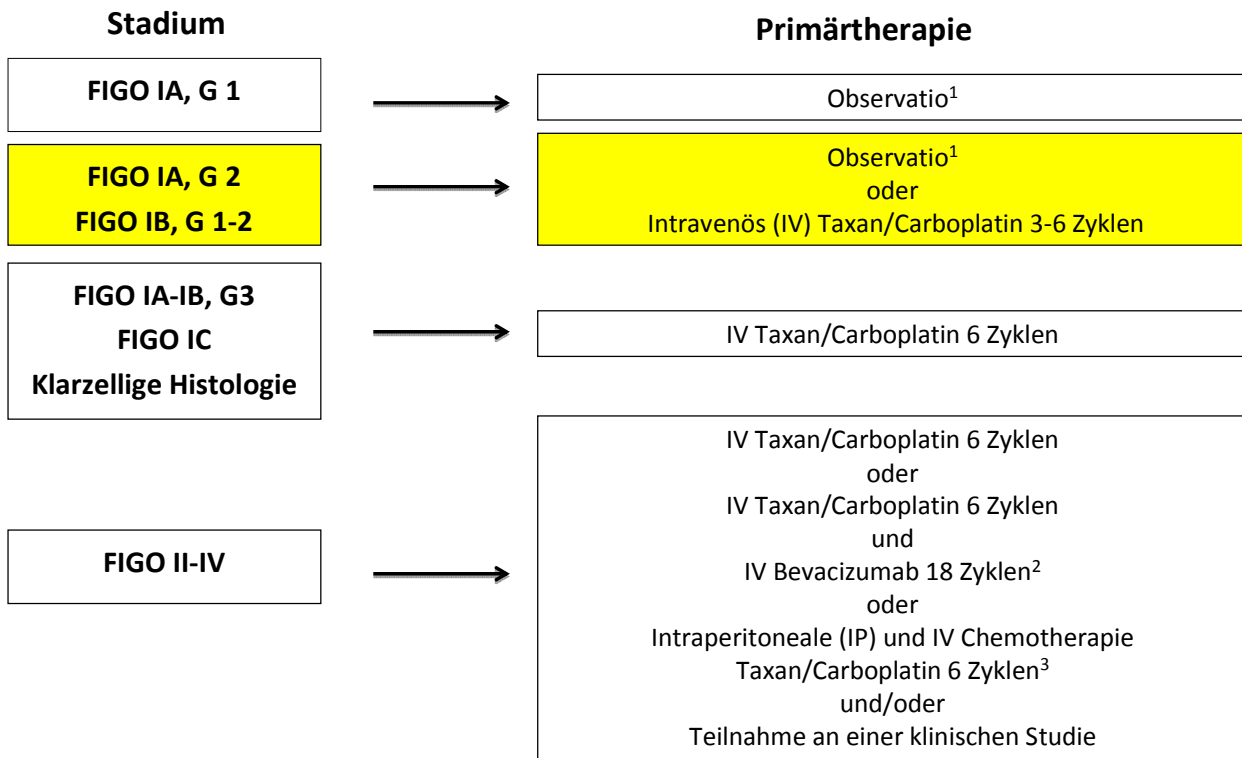 Stadium
Primärtherapie
FIGO IA, G 1
Observatio¹
FIGO IA, G 2
FIGO IB, G 1-2
Observatio¹
oder
Intravenös (IV) Taxan/Carboplatin 3-6 Zyklen
FIGO IA-IB, G3
FIGO IC
Klarzellige Histologie
IV Taxan/Carboplatin 6 Zyklen
FIGO II-IV
IV Taxan/Carboplatin 6 Zyklen
oder
IV Taxan/Carboplatin 6 Zyklen
und
IV Bevacizumab 18 Zyklen²
oder
Intraperitoneale (IP) und IV Chemotherapie
Taxan/Carboplatin 6 Zyklen³
und/oder
Teilnahme an einer klinischen Studie